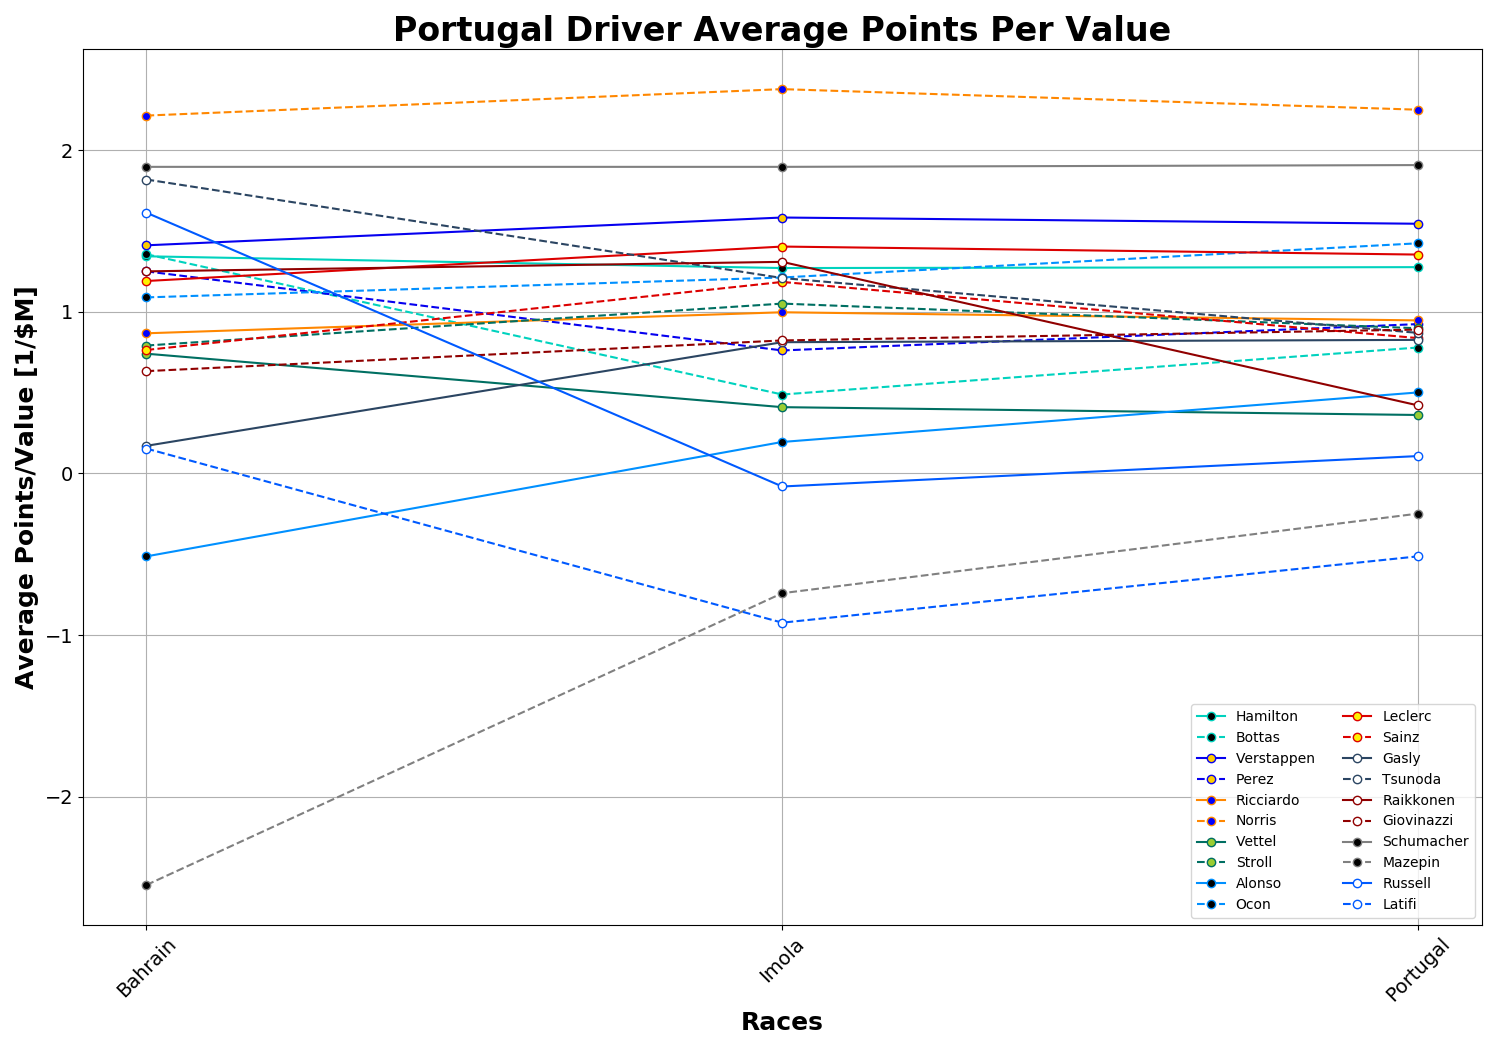 Portugal Driver Average Points Per Value
Average Points/Value [1/$M]
2
1
0
−1
−2
Hamilton
Bottas
Verstappen
Perez
Ricciardo
Norris
Vettel
Stroll
Alonso
Ocon
Leclerc
Sainz
Gasly
Tsunoda
Raikkonen
Giovinazzi
Schumacher
Mazepin
Russell
Latifi
Bahrain
Imola
Portugal
Races